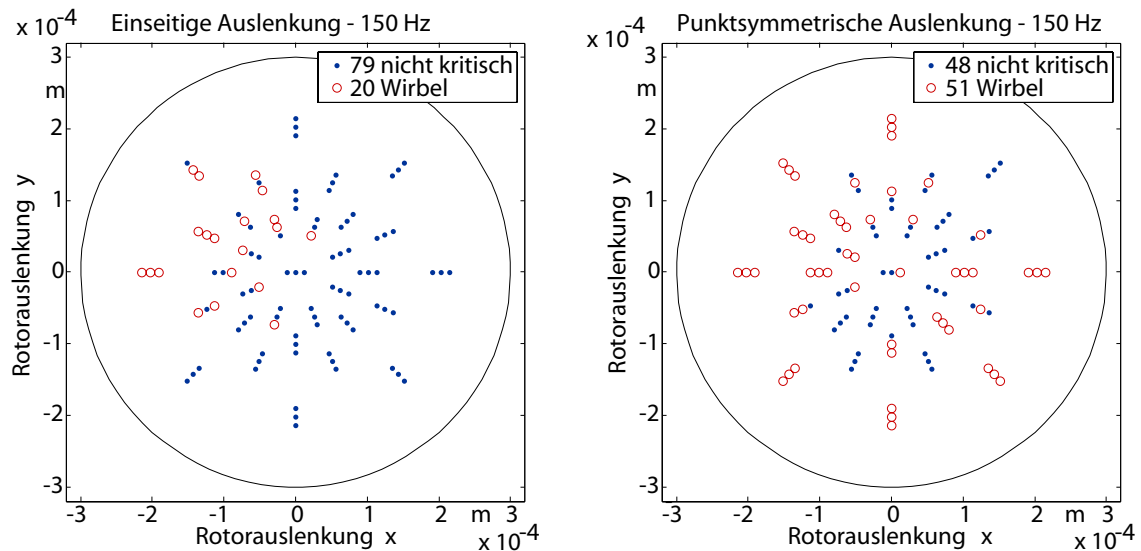 x 10-4 Einseitige Auslenkung - 150 Hz
3
m
2
1
0
-1
-2
-3
Rotorauslenkung y
79 nicht kritisch
20 Wirbel
-3 -2 -1 0 1 2 m 3
Rotorauslenkung x x 10-4
x 10-4 Punktsymmetrische Auslenkung - 150 Hz
3
m
2
1
0
-1
-2
-3
Rotorauslenkung y
48 nicht kritisch
51 Wirbel
-3 -2 -1 0 1 2 m 3
Rotorauslenkung x x 10-4